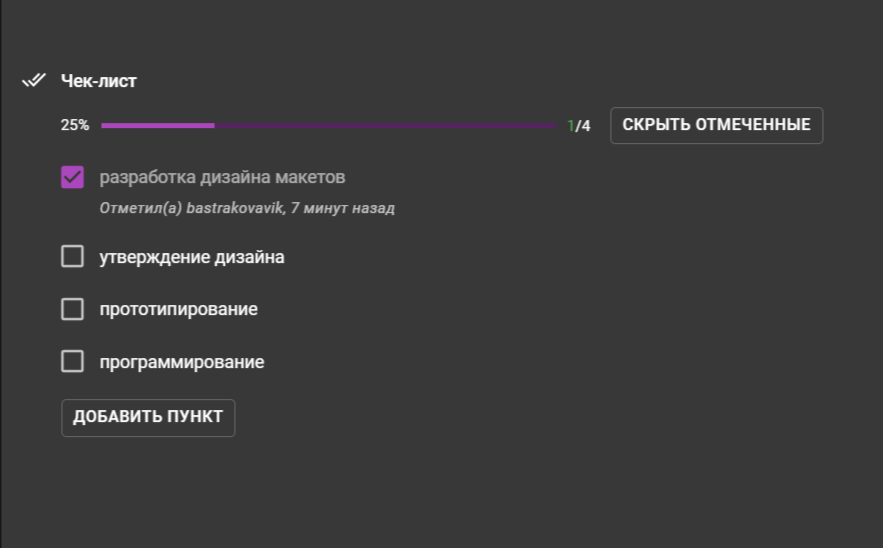 Чек-лист
25% 1/4 СКРЫТЬ ОТМЕЧЕННЫЕ
разработка дизайна макетов
Отметил(а) bastrakovavik, 7 минут назад
утверждение дизайна
прототипирование
программирование
ДОБАВИТЬ ПУНКТ